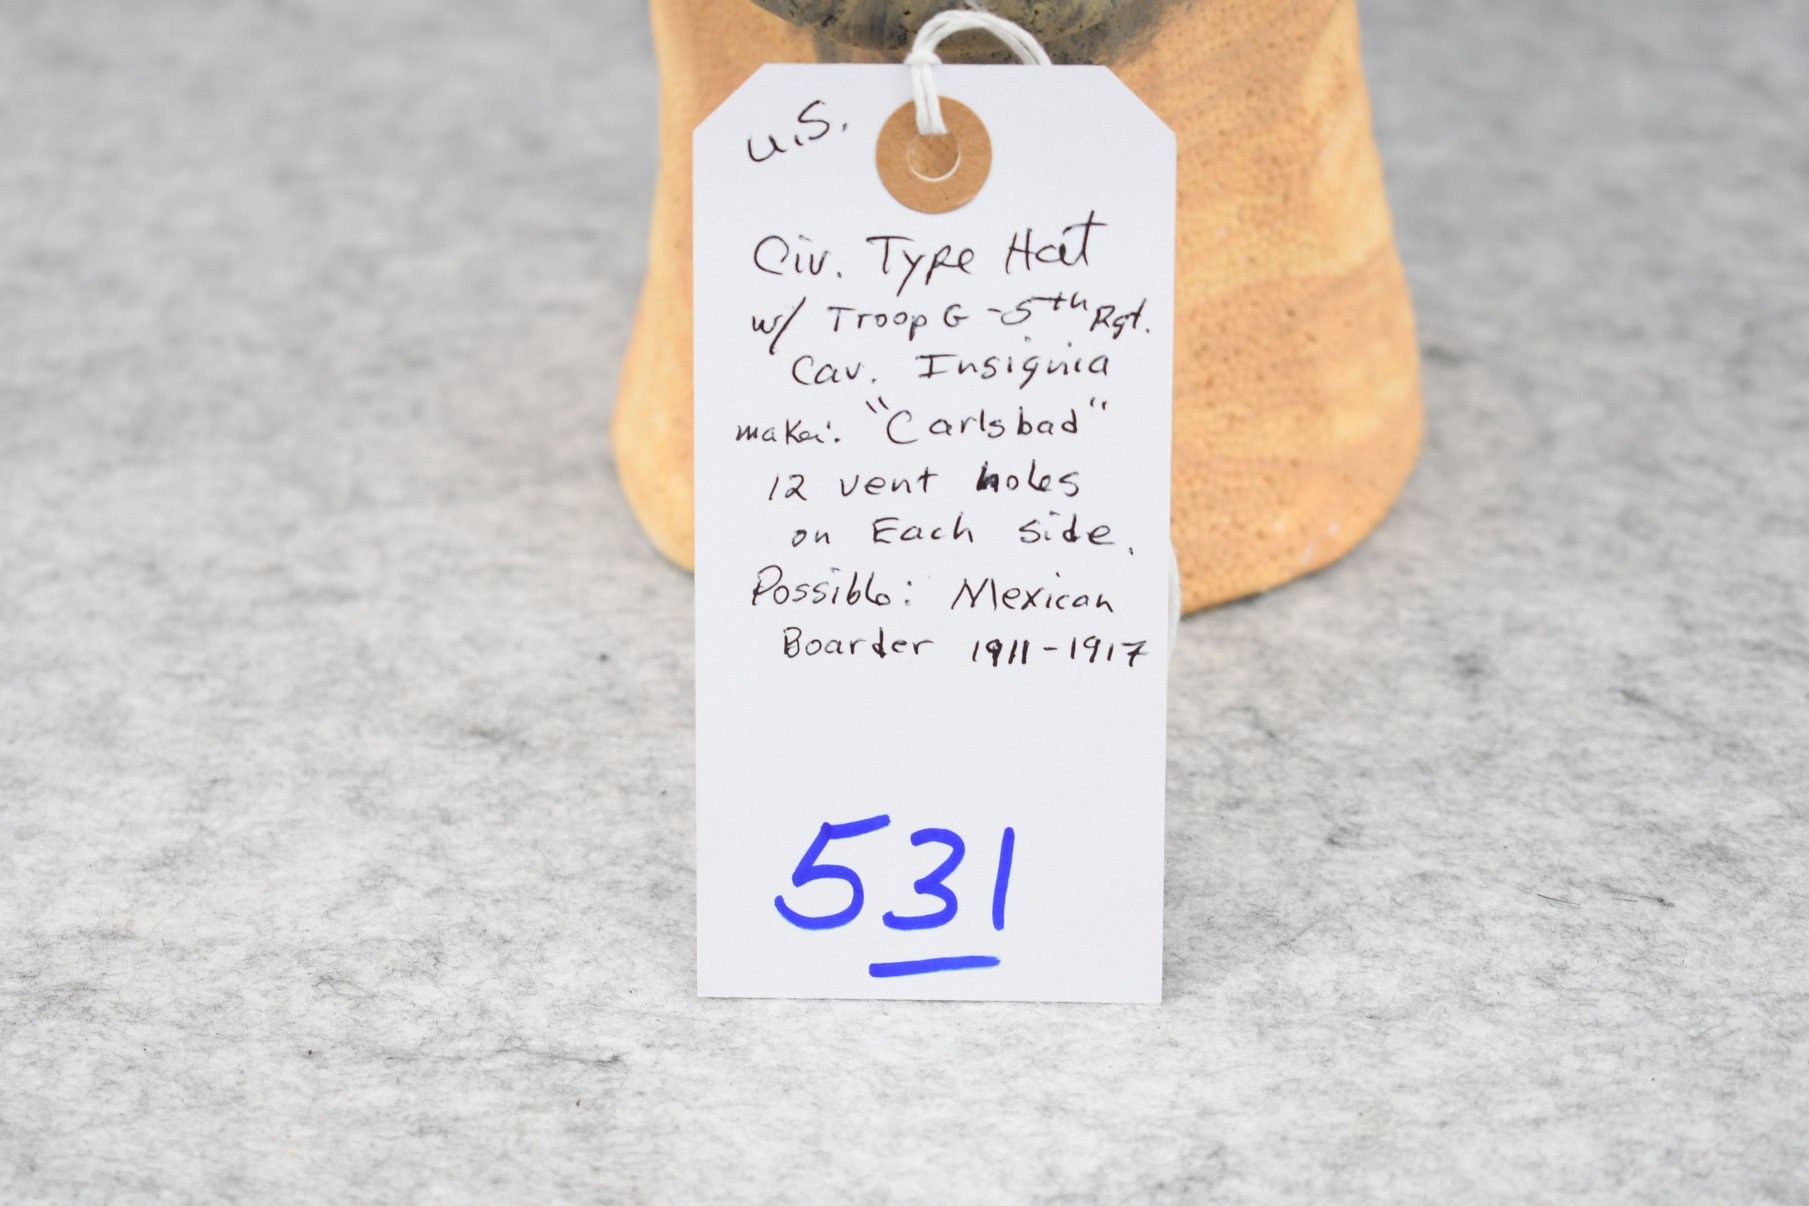 U.S.
Civ. Type Hat
w/ Troop G - 5th Rgt.
Cav. Insignia
maker: "Carlsbad"
12 vent holes
on Each side.
Possible: Mexican
Boarder 1911-1917
531